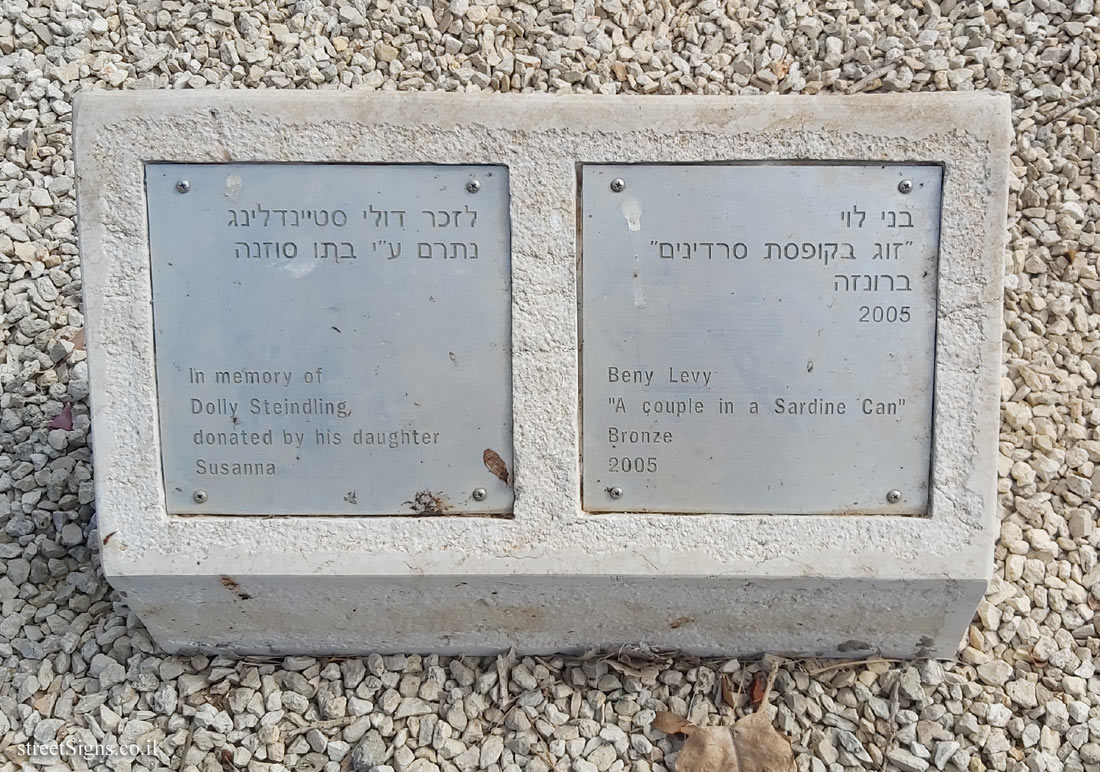 לזכר דולי סטיינדלינג
נתרם ע"י בתו סוזנה
In memory of
Dolly Steindling,
donated by his daughter
Susanna
בני לוי
"זוג בקופסת סרדינים"
ברונזה
2005
Beny Levy
"A couple in a Sardine Can"
Bronze
2005
streetSigns.co.il